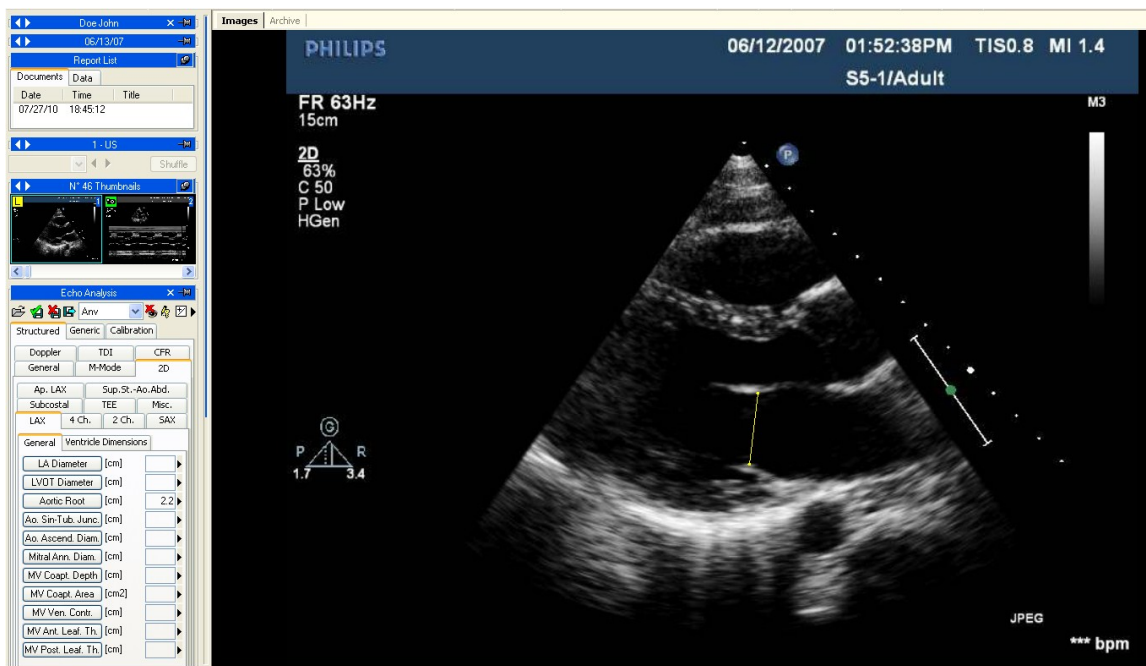 Doe John
06/13/07
Report List
Documents Data
Date Time Title
07/27/10 18:45:12
1 - US
Shuffle
N° 46 Thumbnails
L 1 2
Echo Analysis
Any
Structured Generic Calibration
Doppler TDI CFR
General M-Mode 2D
Ap. LAX Sup.St.-Ao.Abd.
Subcostal TEE Misc.
LAX 4 Ch. 2 Ch. SAX
General Ventricle Dimensions
LA Diameter [cm]
LVOT Diameter [cm]
Aortic Root [cm] 2.2
Ao. Sin-Tub. Junc. [cm]
Ao. Ascend. Diam. [cm]
Mitral Ann. Diam. [cm]
MV Coapt. Depth [cm]
MV Coapt. Area [cm2]
MV Ven. Contr. [cm]
MV Ant. Leaf. Th. [cm]
MV Post. Leaf. Th. [cm]
Images Archive
PHILIPS 06/12/2007 01:52:38PM TIS0.8 MI 1.4
S5-1/Adult
FR 63Hz
15cm
M3
2D
63%
C 50
P Low
HGen
P
G
P R
1.7 3.4
JPEG
*** bpm